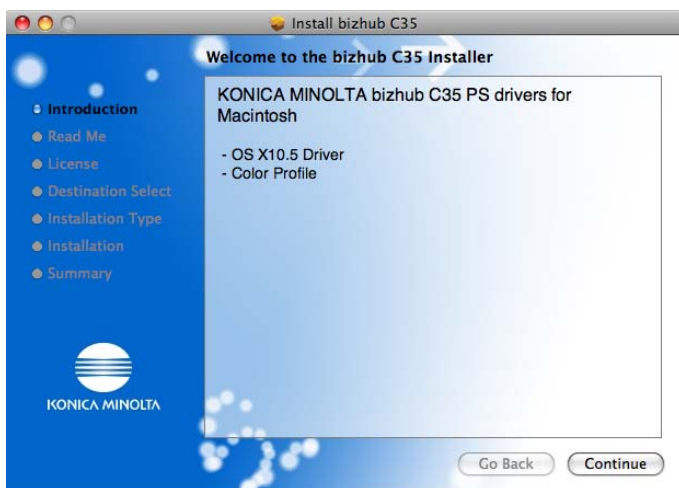 Install bizhub C35
Welcome to the bizhub C35 Installer
Introduction
Read Me
License
Destination Select
Installation Type
Installation
Summary
KONICA MINOLTA
KONICA MINOLTA bizhub C35 PS drivers for
Macintosh
- OS X10.5 Driver
- Color Profile
Go Back
Continue